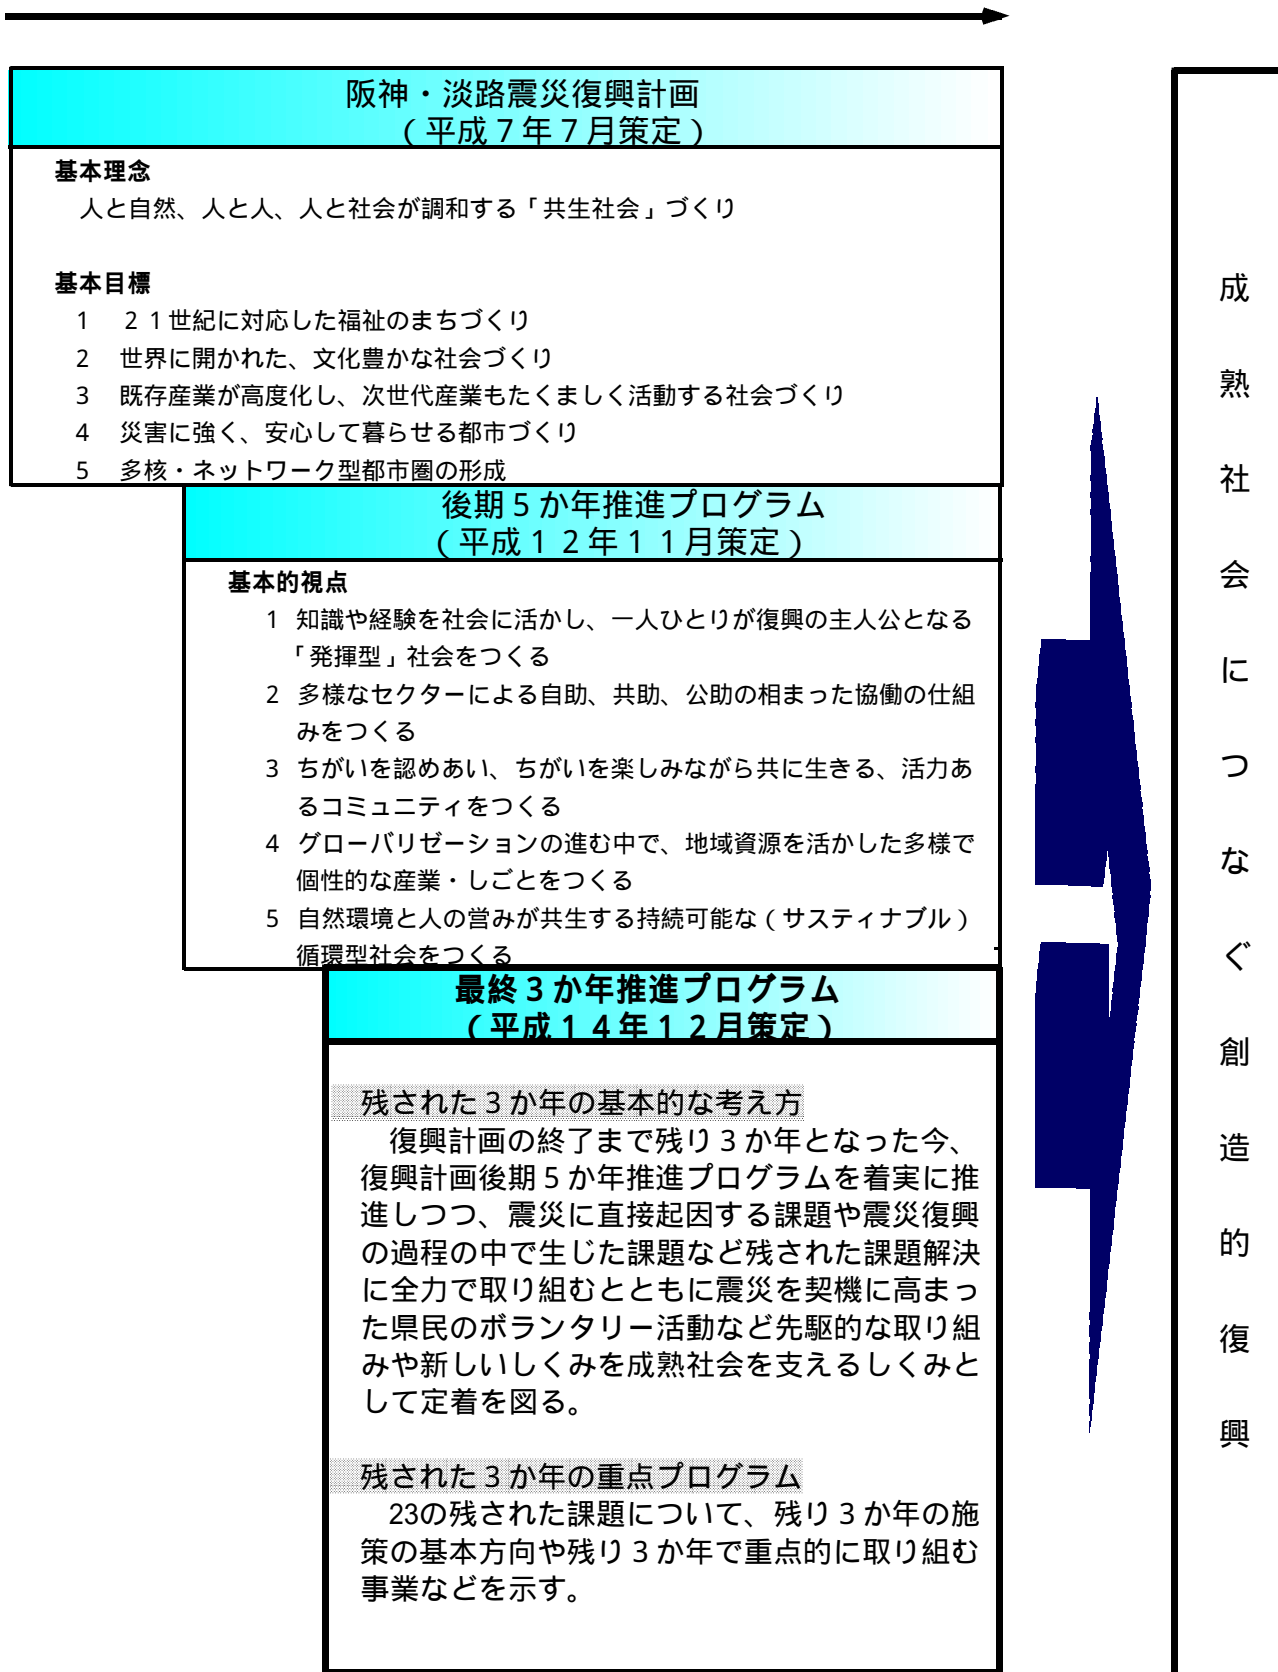 阪神・淡路震災復興計画
(平成7年7月策定)
基本理念
人と自然、人と人、人と社会が調和する「共生社会」づくり
基本目標
1 21世紀に対応した福祉のまちづくり
2 世界に開かれた、文化豊かな社会づくり
3 既存産業が高度化し、次世代産業もたくましく活動する社会づくり
4 災害に強く、安心して暮らせる都市づくり
5 多核・ネットワーク型都市圏の形成
後期5か年推進プログラム
(平成12年11月策定)
基本的視点
1 知識や経験を社会に活かし、一人ひとりが復興の主人公となる
「発揮型」社会をつくる
2 多様なセクターによる自助、共助、公助の相まった協働の仕組
みをつくる
3 ちがいを認めあい、ちがいを楽しみながら共に生きる、活力あ
るコミュニティをつくる
4 グローバリゼーションの進む中で、地域資源を活かした多様で
個性的な産業・しごとをつくる
5 自然環境と人の営みが共生する持続可能な(サスティナブル)
循環型社会をつくる
最終3か年推進プログラム
(平成14年12月策定)
残された3か年の基本的な考え方
復興計画の終了まで残り3か年となった今、
復興計画後期5か年推進プログラムを着実に推
進しつつ、震災に直接起因する課題や震災復興
の過程の中で生じた課題など残された課題解決
に全力で取り組むとともに震災を契機に高まっ
た県民のボランタリー活動など先駆的な取り組
みや新しいしくみを成熟社会を支えるしくみと
して定着を図る。
残された3か年の重点プログラム
23の残された課題について、残り3か年の施
策の基本方向や残り3か年で重点的に取り組む
事業などを示す。
成熟社会につなぐ創造的復興